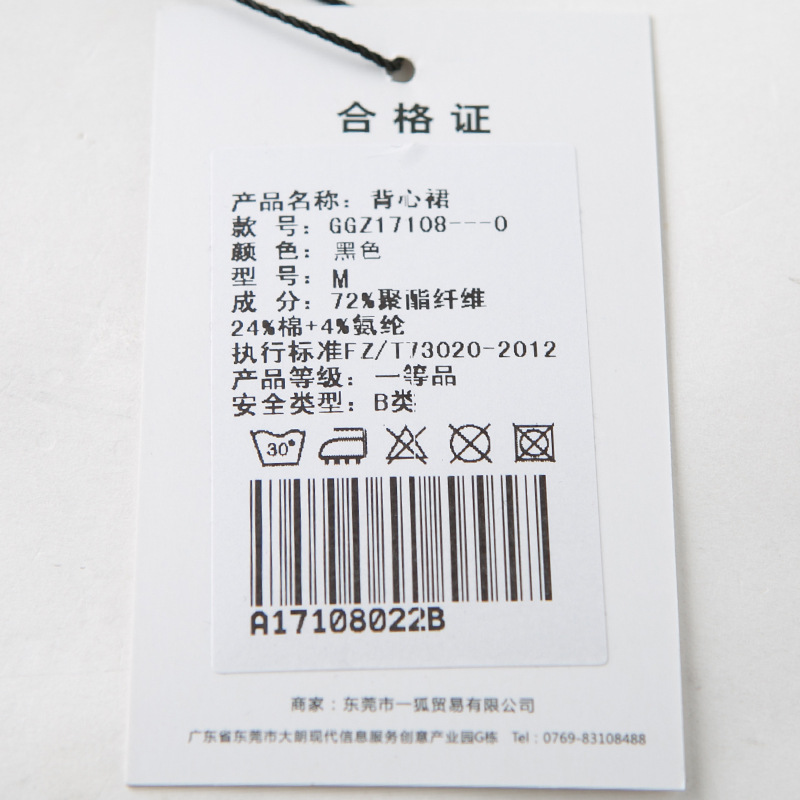 合格证
产品名称：背心裙
款 号：GGZ17108---0
颜 色：黑色
型 号：M
成 分：72%聚酯纤维
24%棉+4%氨纶
执行标准FZ/T73020-2012
产品等级：一等品
安全类型：B类
30°
A17108022B
商家：东莞市一狐贸易有限公司
广东省东莞市大朗现代信息服务创意产业园G栋 Tel：0769-83108488